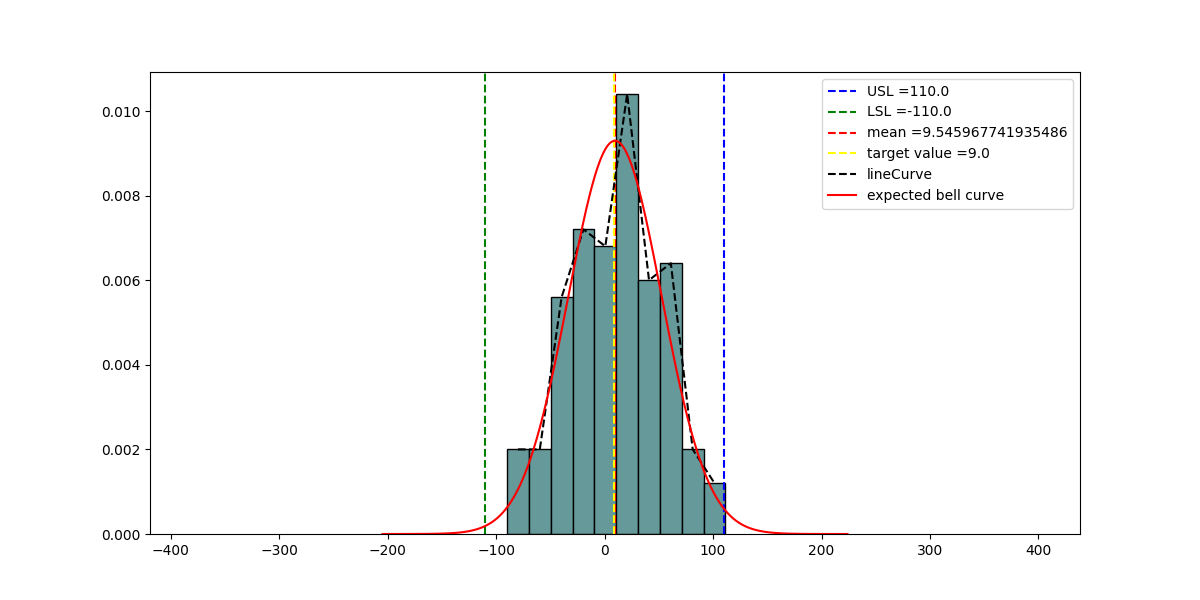 USL =110.0
LSL =-110.0
mean =9.545967741935486
target value =9.0
lineCurve
expected bell curve
0.010
0.008
0.006
0.004
0.002
0.000
−400 −300 −200 −100 0 100 200 300 400